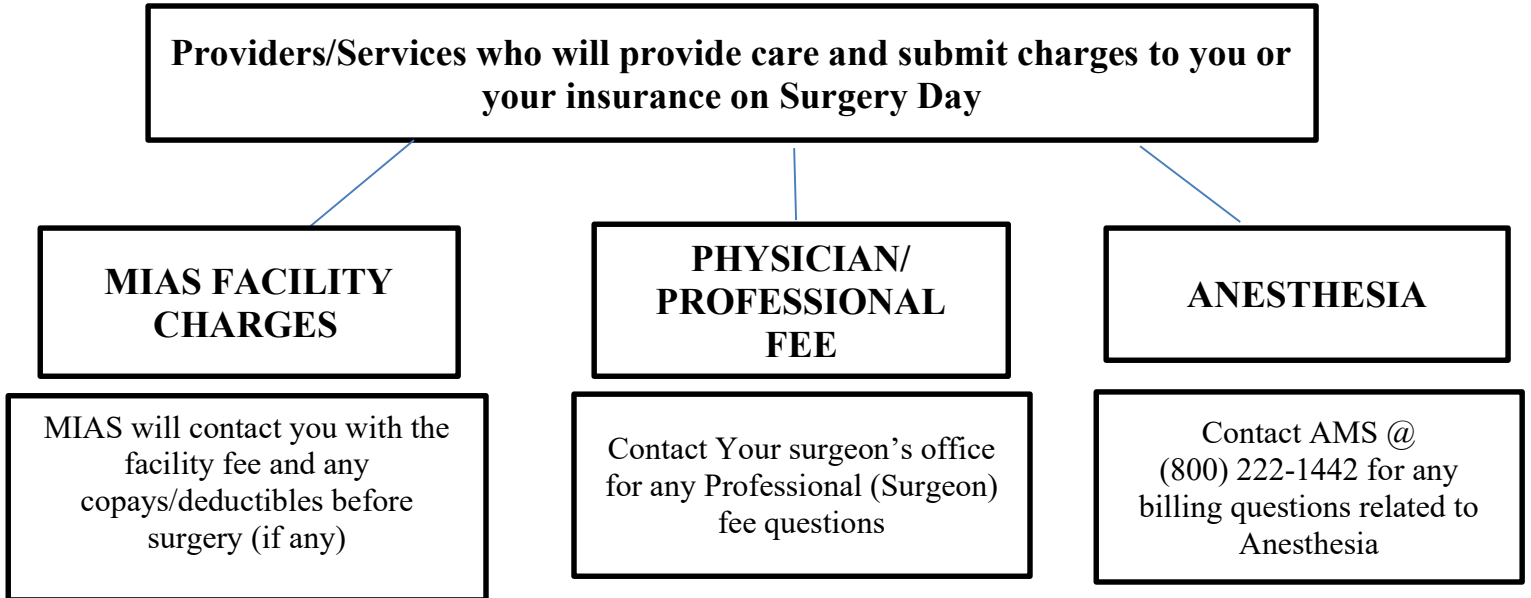 Providers/Services who will provide care and submit charges to you or
your insurance on Surgery Day
MIAS FACILITY
CHARGES
PHYSICIAN/
PROFESSIONAL
FEE
ANESTHESIA
MIAS will contact you with the
facility fee and any
copays/deductibles before
surgery (if any)
Contact Your surgeon’s office
for any Professional (Surgeon)
fee questions
Contact AMS @
(800) 222-1442 for any
billing questions related to
Anesthesia